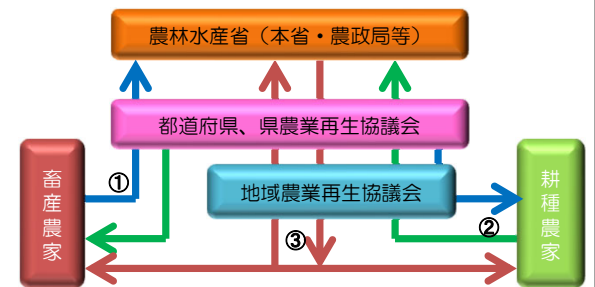 農林水産省（本省・農政局等）
都道府県、県農業再生協議会
地域農業再生協議会
畜産農家
耕種農家
①
②
③